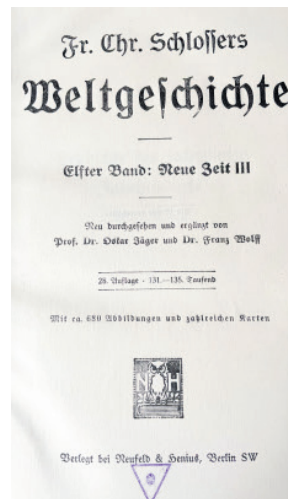 Fr. Chr. Schlossers
Weltgeschichte
Elfter Band: Neue Zeit III
Neu durchgesehen und ergänzt von
Prof. Dr. Oskar Jäger und Dr. Franz Wolff
28. Auflage · 131.—135. Tausend
Mit ca. 680 Abbildungen und zahlreichen Karten
N H
Verlegt bei Neufeld & Henius, Berlin SW